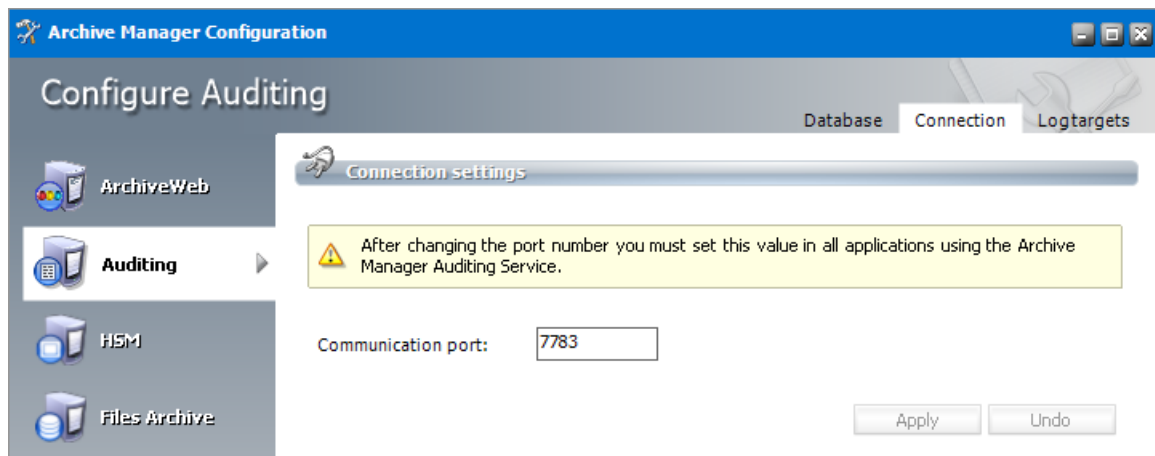 Archive Manager Configuration
Configure Auditing
Database Connection Logtargets
ArchiveWeb
Connection settings
Auditing
After changing the port number you must set this value in all applications using the Archive
Manager Auditing Service.
HSM
Communication port: 7783
Files Archive
Apply Undo